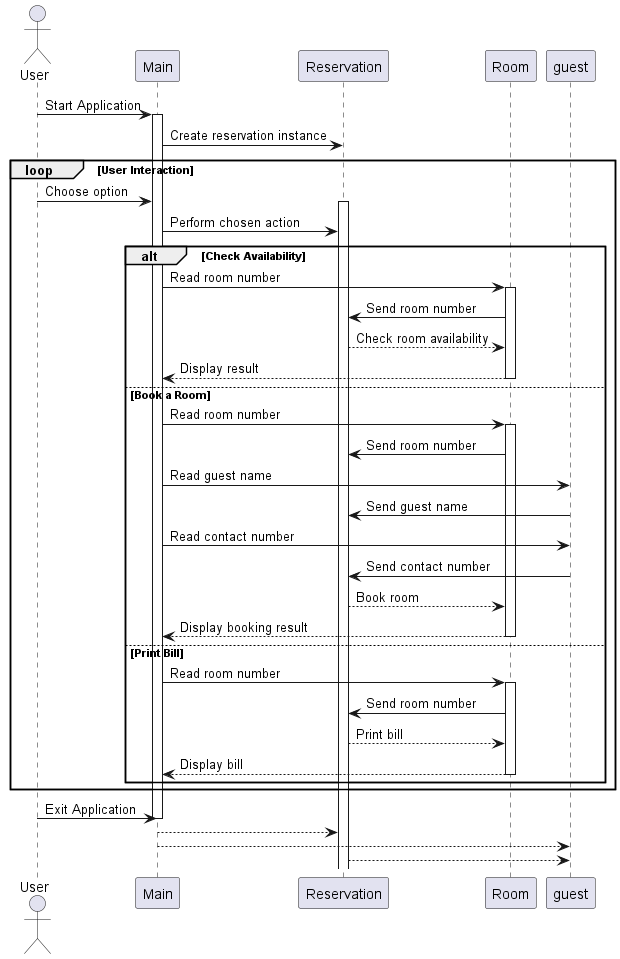 User
Main
Reservation
Room
guest
Start Application
Create reservation instance
loop
[User Interaction]
Choose option
Perform chosen action
alt
[Check Availability]
Read room number
Send room number
Check room availability
Display result
[Book a Room]
Read room number
Send room number
Read guest name
Send guest name
Read contact number
Send contact number
Book room
Display booking result
[Print Bill]
Read room number
Send room number
Print bill
Display bill
Exit Application
User
Main
Reservation
Room
guest